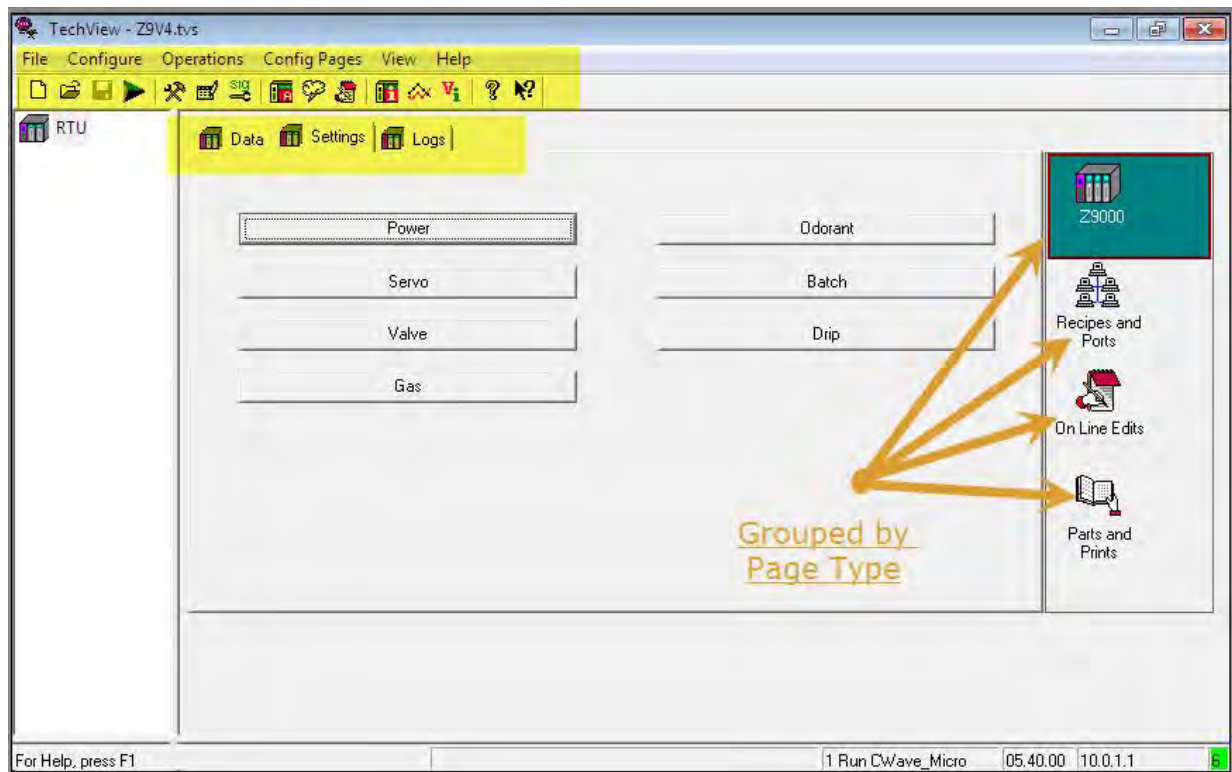 TechView - Z9V4.tvs
File Configure Operations Config Pages View Help
SIG
RTU
Data Settings Logs
Power
Odorant
Servo
Batch
Valve
Drip
Gas
Z9000
Recipes and
Ports
On Line Edits
Parts and
Prints
Grouped by
Page Type
For Help, press F1
1 Run CWave_Micro
05.40.00
10.0.1.1
6